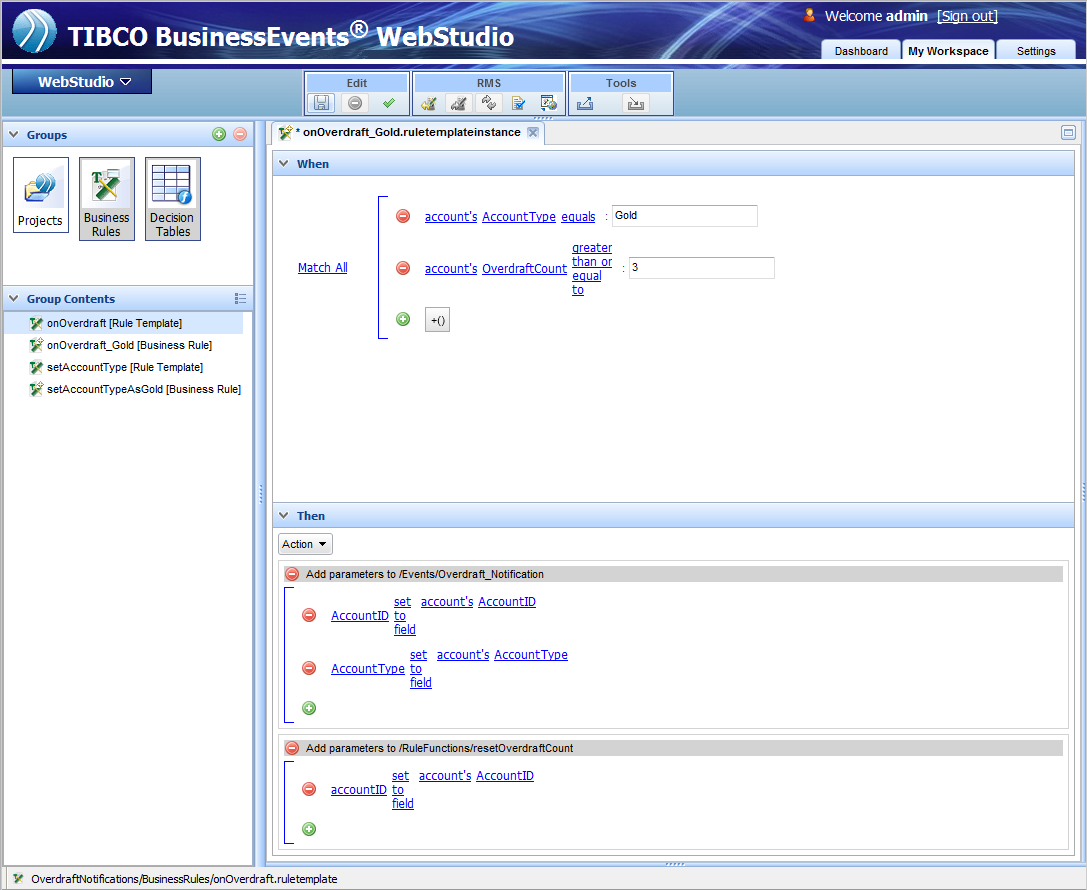 Welcome admin [Sign out]
TIBCO BusinessEvents® WebStudio
Dashboard My Workspace Settings
WebStudio
Edit RMS Tools
Groups
Projects
Business
Rules
Decision
Tables
Group Contents
onOverdraft [Rule Template]
onOverdraft_Gold [Business Rule]
setAccountType [Rule Template]
setAccountTypeAsGold [Business Rule]
* onOverdraft_Gold.ruletemplateinstance
When
Match All
account's AccountType equals : Gold
account's OverdraftCount
greater
than or
equal
to
: 3
+()
Then
Action
Add parameters to /Events/Overdraft_Notification
AccountID
set
to
field
account's AccountID
AccountType
set
to
field
account's AccountType
Add parameters to /RuleFunctions/resetOverdraftCount
accountID
set
to
field
account's AccountID
OverdraftNotifications/BusinessRules/onOverdraft.ruletemplate